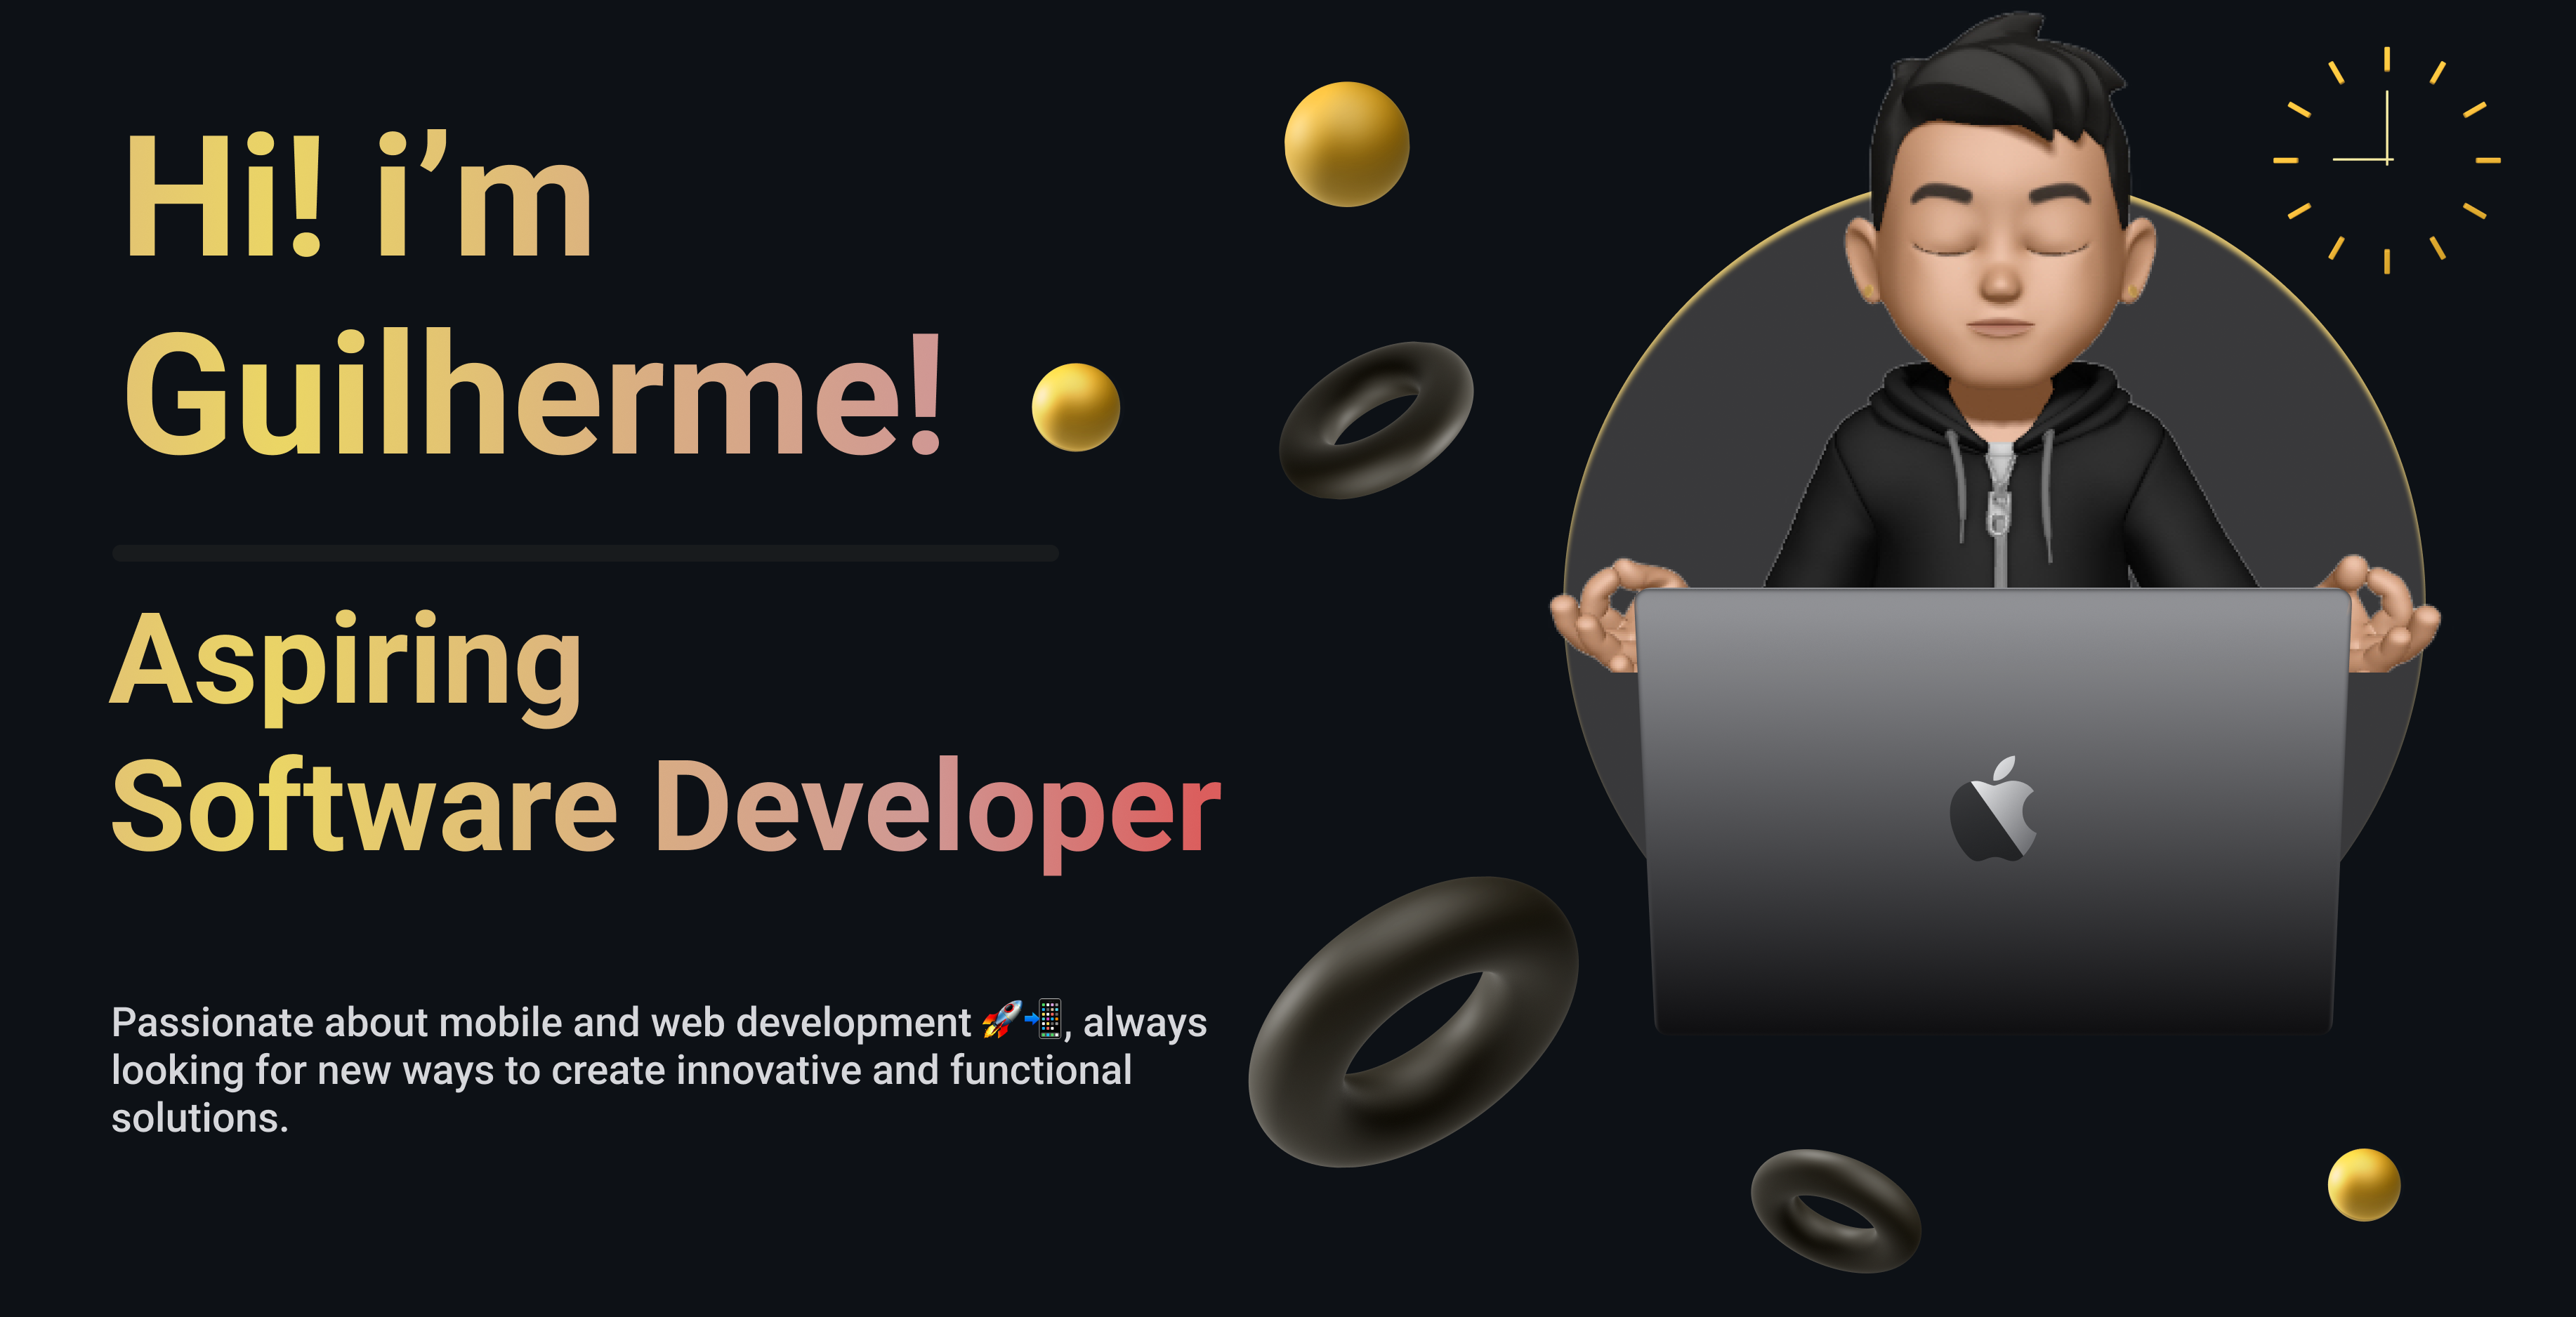 Hi! i’m
Guilherme!
Aspiring
Software Developer
Passionate about mobile and web development 🚀📲, always
looking for new ways to create innovative and functional
solutions.